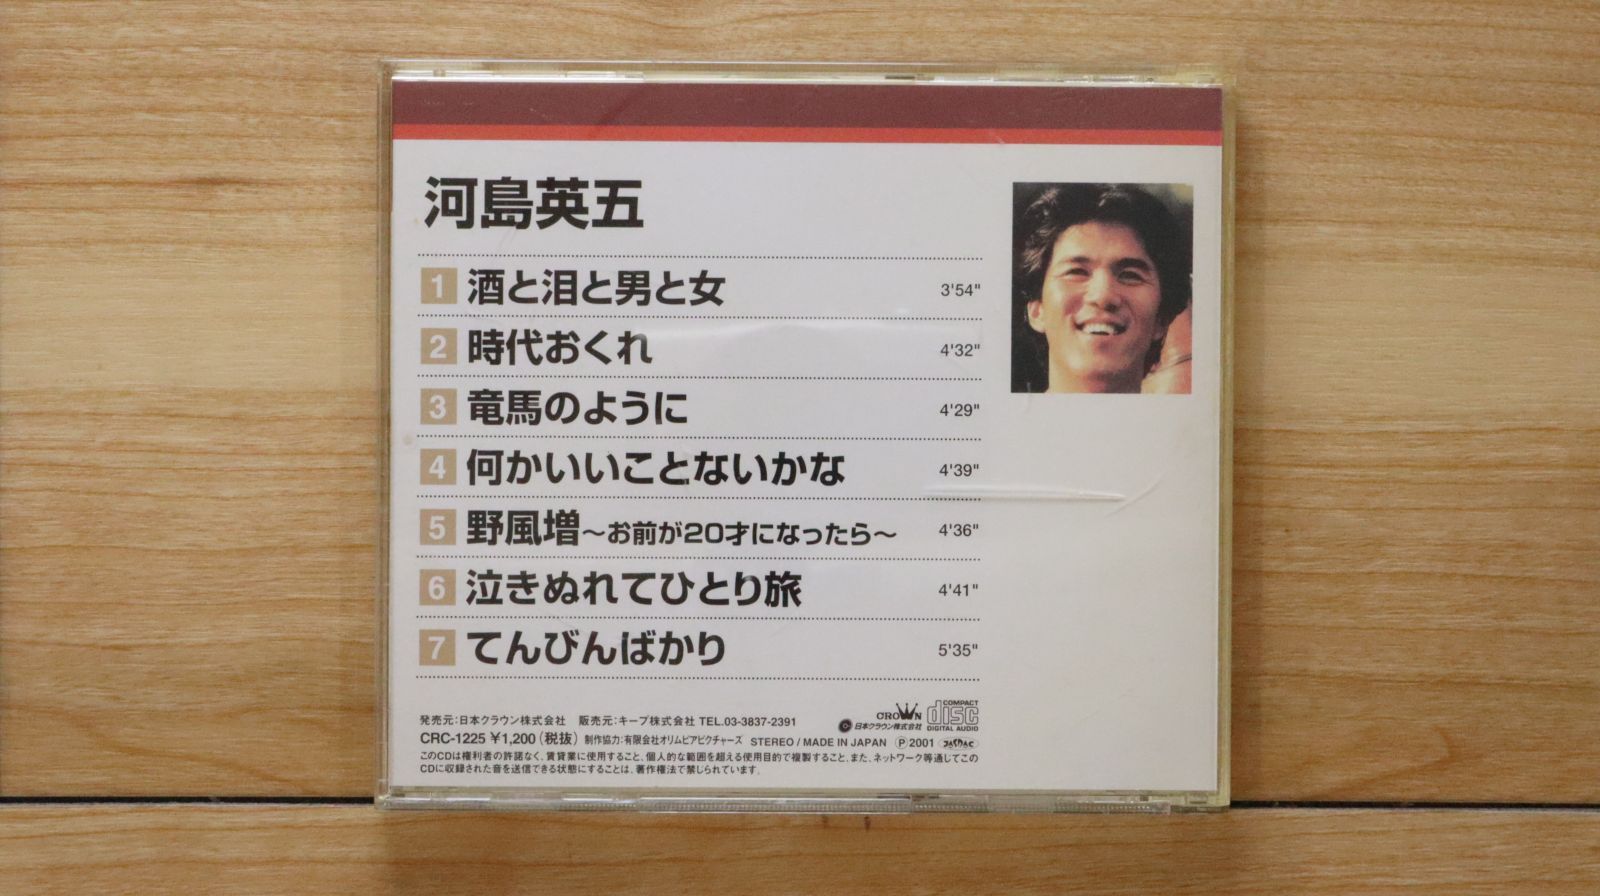 河島英五
1 酒と泪と男と女 3'54"
2 時代おくれ 4'32"
3 竜馬のように 4'29"
4 何かいいことないかな 4'39"
5 野風増～お前が20才になったら～ 4'36"
6 泣きぬれてひとり旅 4'41"
7 てんびんばかり 5'35"
CROWN
日本クラウン株式会社
COMPACT
disc
DIGITAL AUDIO
発売元：日本クラウン株式会社 販売元：キープ株式会社 TEL.03-3837-2391
CRC-1225 ¥1,200（税抜） 制作協力：有限会社オリムピアピクチャーズ STEREO / MADE IN JAPAN Ⓟ2001 JASRAC
このCDは権利者の許諾なく、賃貸業に使用すること、個人的な範囲を超える使用目的で複製すること、また、ネットワーク等通してこの
CDに収録された音を送信できる状態にすることは、著作権法で禁じられています。